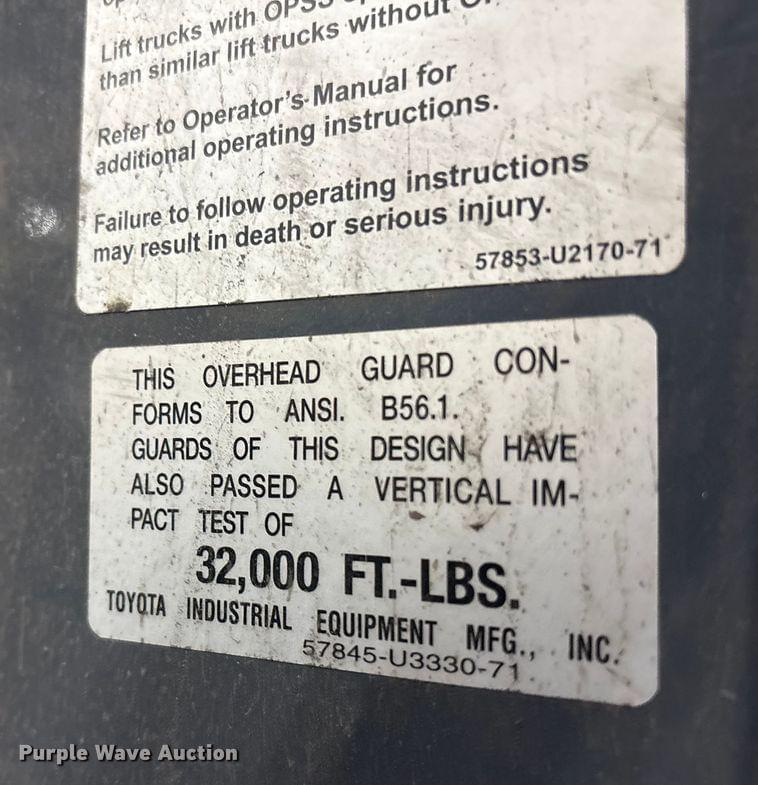 Lift trucks with OPSS
than similar lift trucks without
Refer to Operator's Manual for
additional operating instructions.
Failure to follow operating instructions
may result in death or serious injury.
57853-U2170-71
THIS OVERHEAD GUARD CON-
FORMS TO ANSI. B56.1.
GUARDS OF THIS DESIGN HAVE
ALSO PASSED A VERTICAL IM-
PACT TEST OF
32,000 FT.-LBS.
TOYOTA INDUSTRIAL EQUIPMENT MFG., INC.
57845-U3330-71
Purple Wave Auction